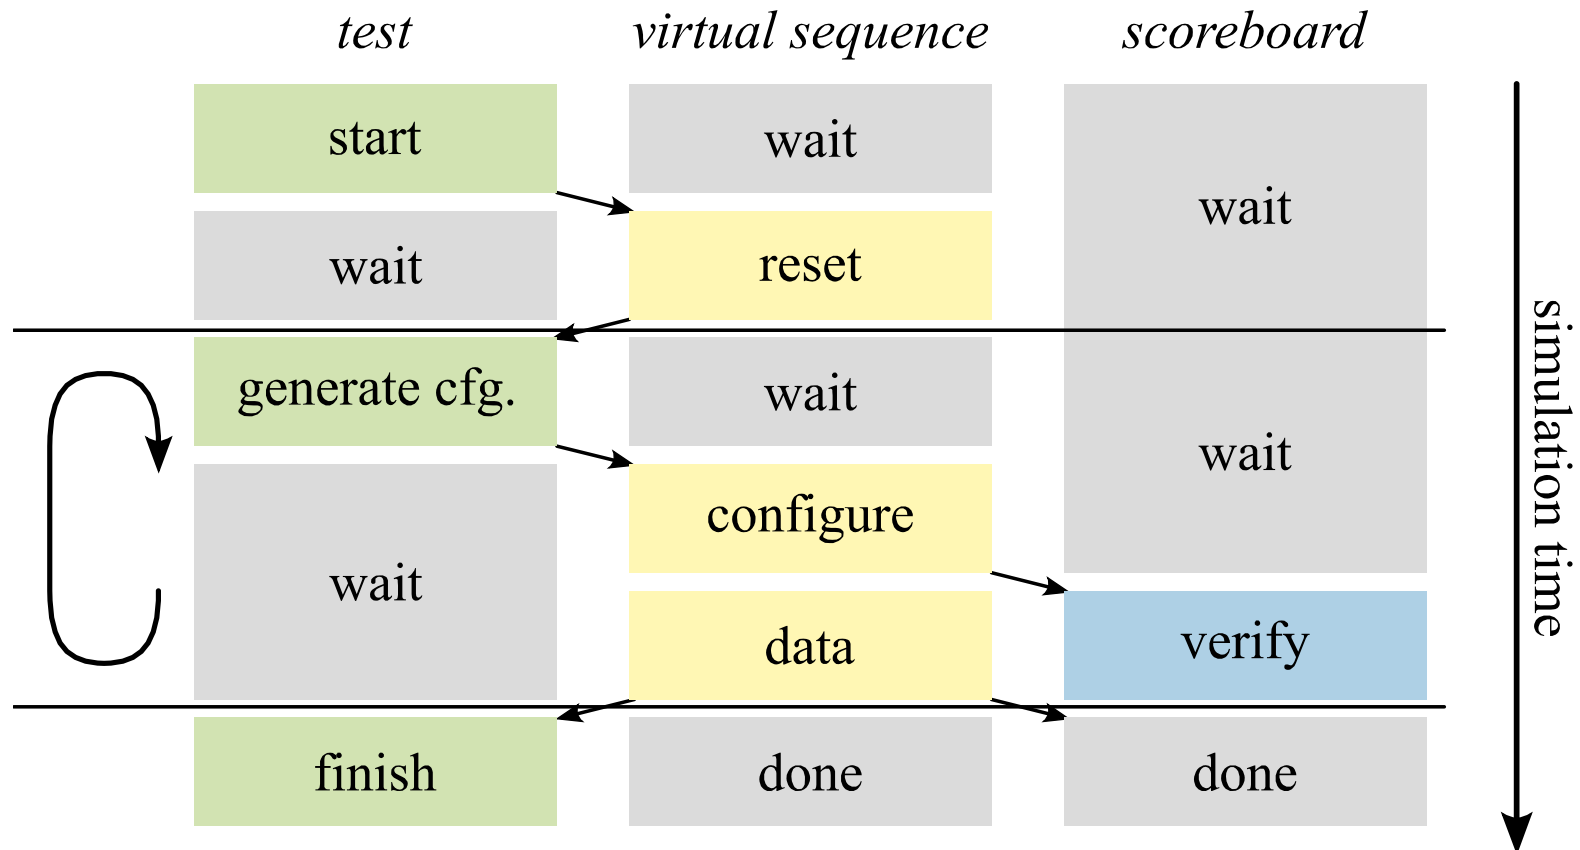 test virtual sequence scoreboard
start wait
wait
wait reset
generate cfg. wait
wait
configure
wait
data verify
finish done done
simulation time